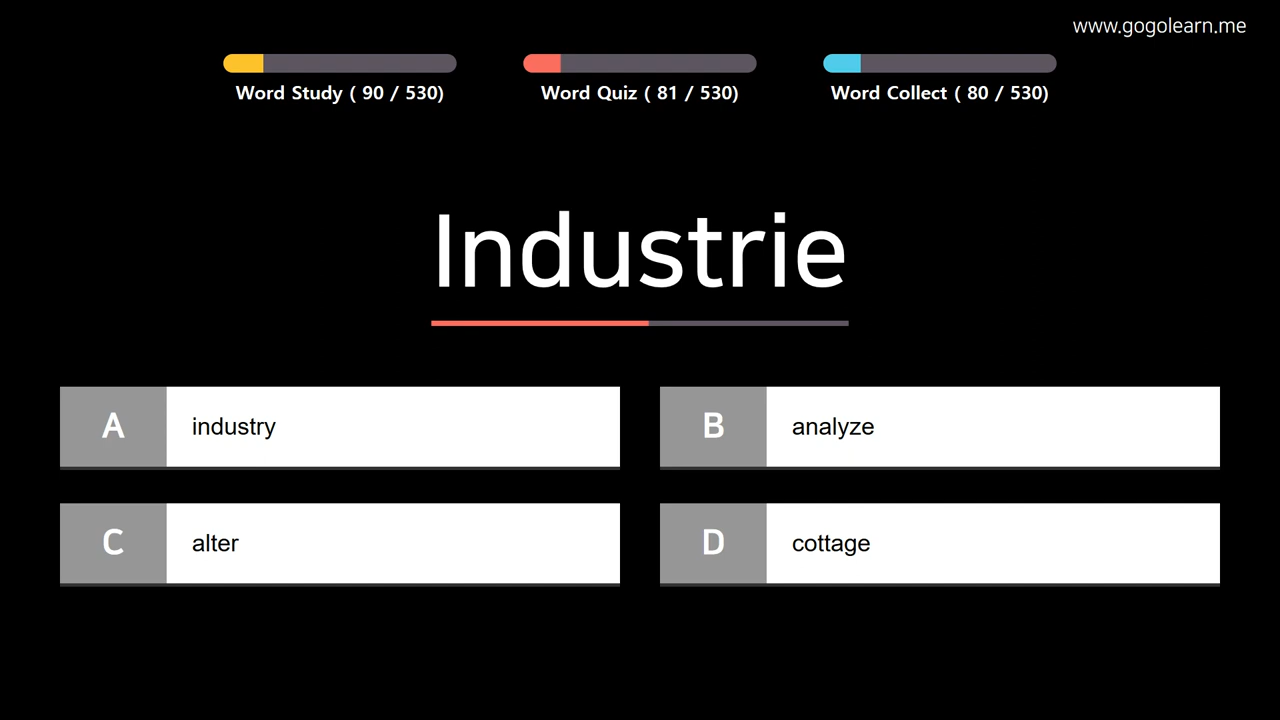 www.gogolearn.me
Word Study ( 90 / 530)
Word Quiz ( 81 / 530)
Word Collect ( 80 / 530)
Industrie
A industry
B analyze
C alter
D cottage